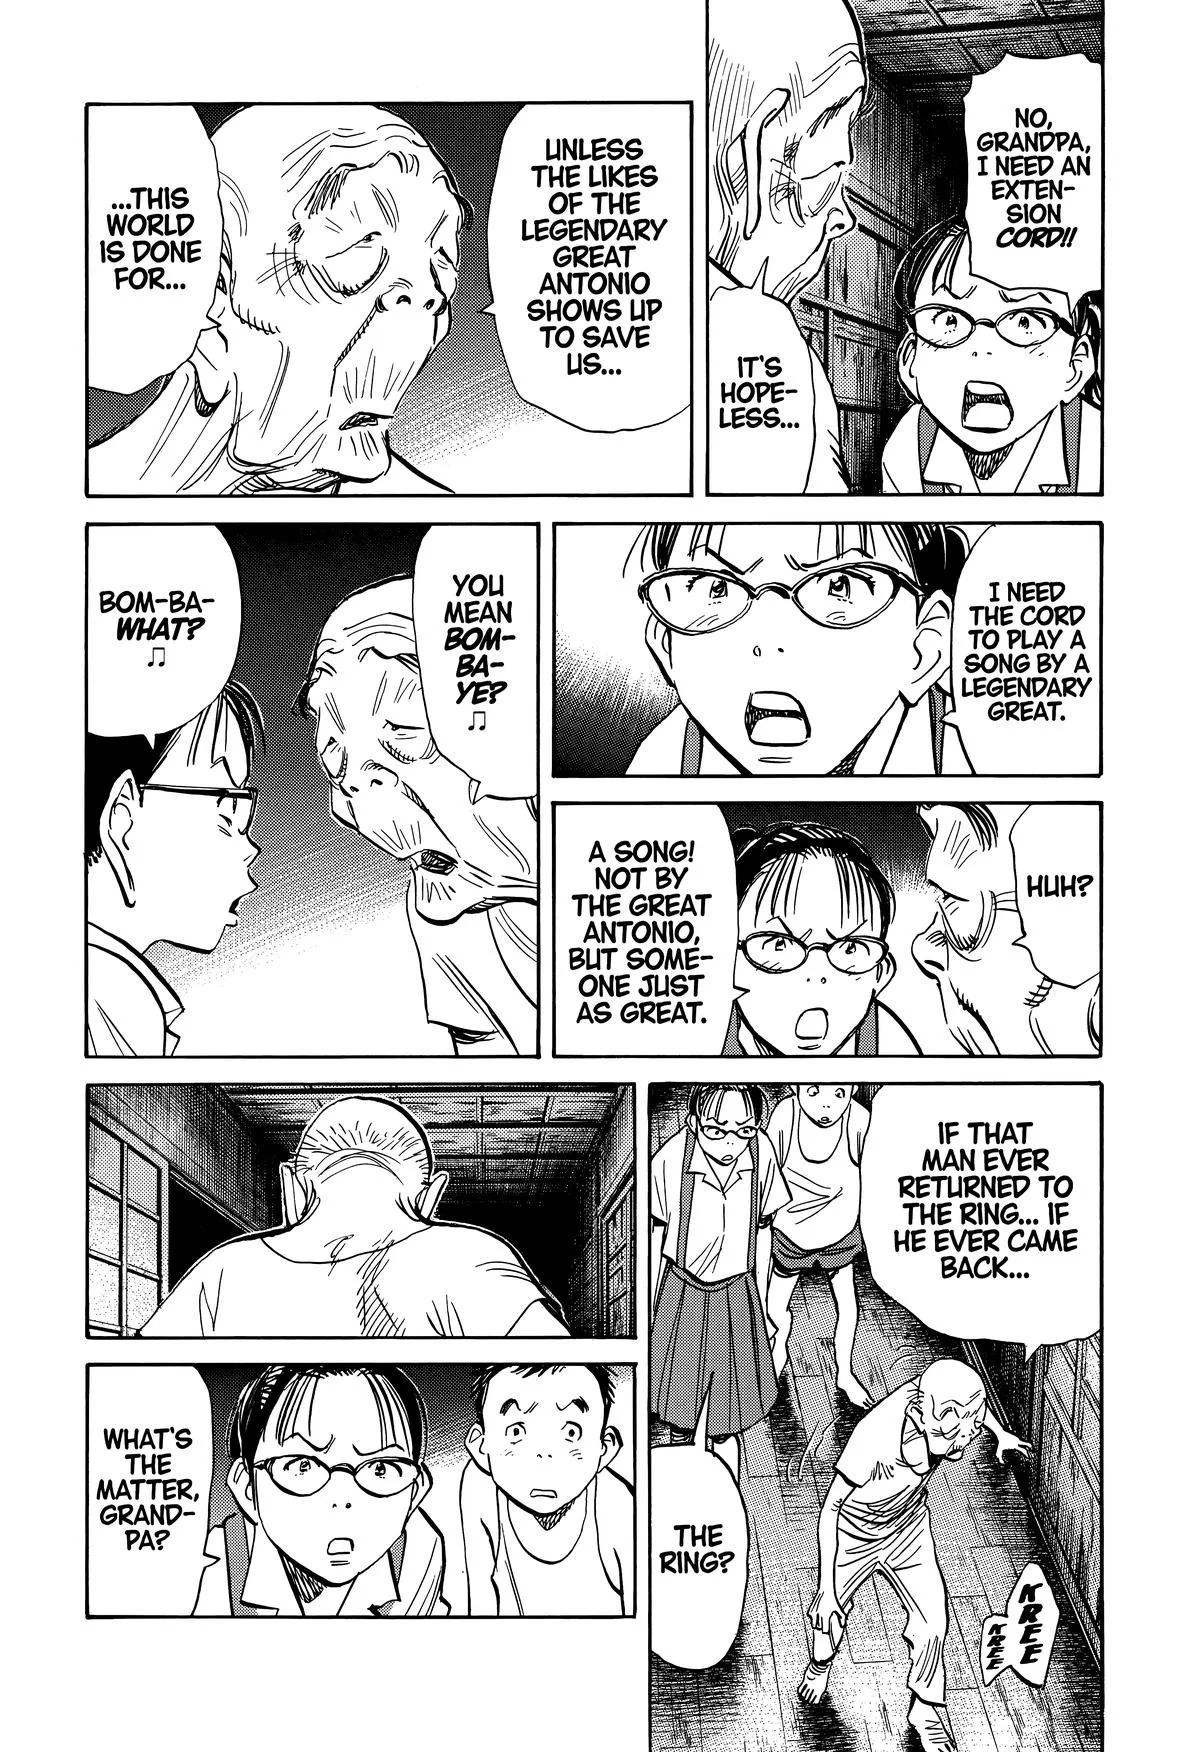 NO,
GRANDPA,
I NEED AN
EXTEN-
SION
CORD!!
IT'S
HOPE-
LESS...
UNLESS
THE LIKES
OF THE
LEGENDARY
GREAT
ANTONIO
SHOWS UP
TO SAVE
US...
...THIS
WORLD
IS DONE
FOR...
I NEED
THE CORD
TO PLAY A
SONG BY A
LEGENDARY
GREAT.
HUH?
A SONG!
NOT BY
THE GREAT
ANTONIO,
BUT SOME-
ONE JUST
AS GREAT.
YOU
MEAN
BOM-
BA-
YE?
♫
BOM-BA-
WHAT?
♫
IF THAT
MAN EVER
RETURNED TO
THE RING... IF
HE EVER CAME
BACK...
THE
RING?
KREE
KREE
WHAT'S
THE
MATTER,
GRAND-
PA?